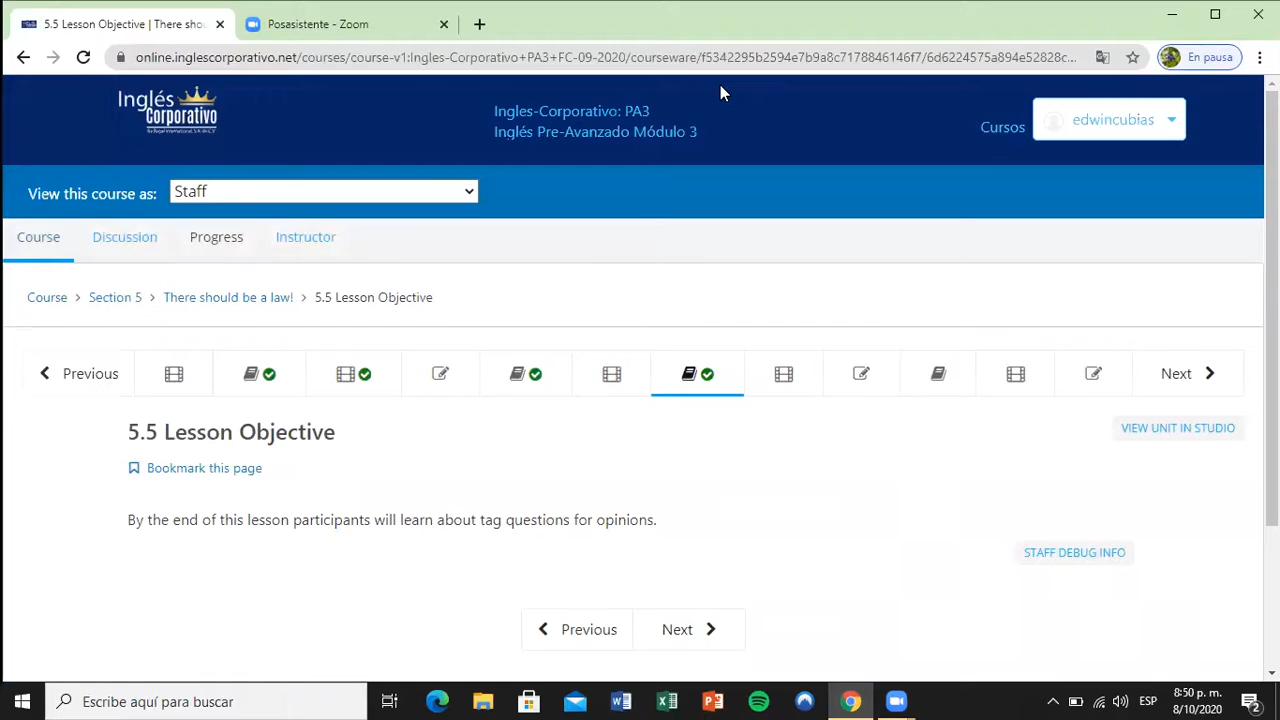 5.5 Lesson Objective | There shou
Posasistente - Zoom
online.inglescorporativo.net/courses/course-v1:Ingles-Corporativo+PA3+FC-09-2020/courseware/f5342295b2594e7b9a8c7178846146f7/6d6224575a894e52828c...
En pausa
Inglés
Corporativo
Ingles-Corporativo: PA3
Inglés Pre-Avanzado Módulo 3
Cursos
edwincubias
View this course as:
Staff
Course
Discussion
Progress
Instructor
Course > Section 5 > There should be a law! > 5.5 Lesson Objective
Previous
Next
5.5 Lesson Objective
VIEW UNIT IN STUDIO
Bookmark this page
By the end of this lesson participants will learn about tag questions for opinions.
STAFF DEBUG INFO
Previous
Next
Escribe aquí para buscar
ESP
8:50 p. m.
8/10/2020
2